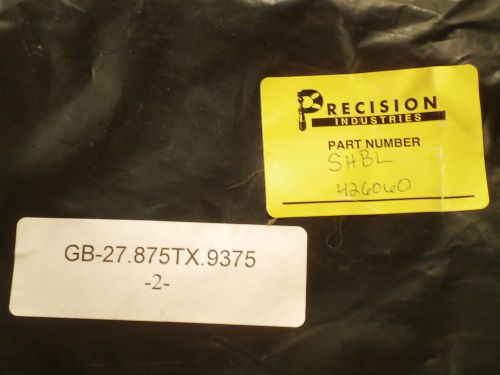 PRECISION
INDUSTRIES
PART NUMBER
SHBL
426060
GB-27.875TX.9375
-2-